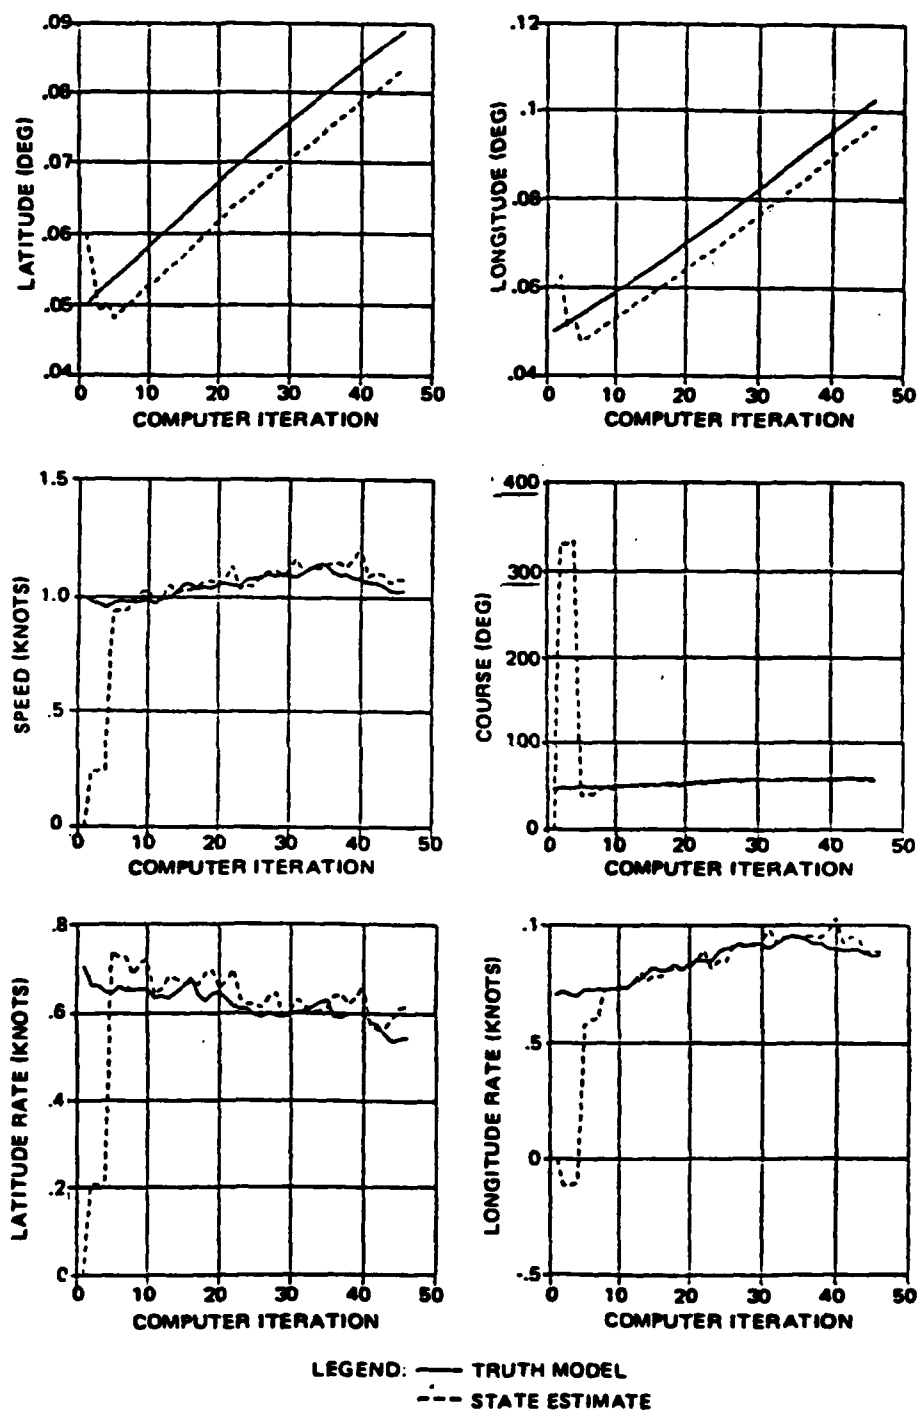 .09
.08
.07
.06
.05
.04
LATITUDE (DEG)
0 10 20 30 40 50
COMPUTER ITERATION
.12
.1
.08
.06
.04
LONGITUDE (DEG)
0 10 20 30 40 50
COMPUTER ITERATION
1.5
1.0
.5
0
SPEED (KNOTS)
0 10 20 30 40 50
COMPUTER ITERATION
400
300
200
100
0
COURSE (DEG)
0 10 20 30 40 50
COMPUTER ITERATION
.8
.6
.4
.2
0
LATITUDE RATE (KNOTS)
0 10 20 30 40 50
COMPUTER ITERATION
.1
.5
0
-.5
LONGITUDE RATE (KNOTS)
0 10 20 30 40 50
COMPUTER ITERATION
LEGEND: —— TRUTH MODEL
---- STATE ESTIMATE